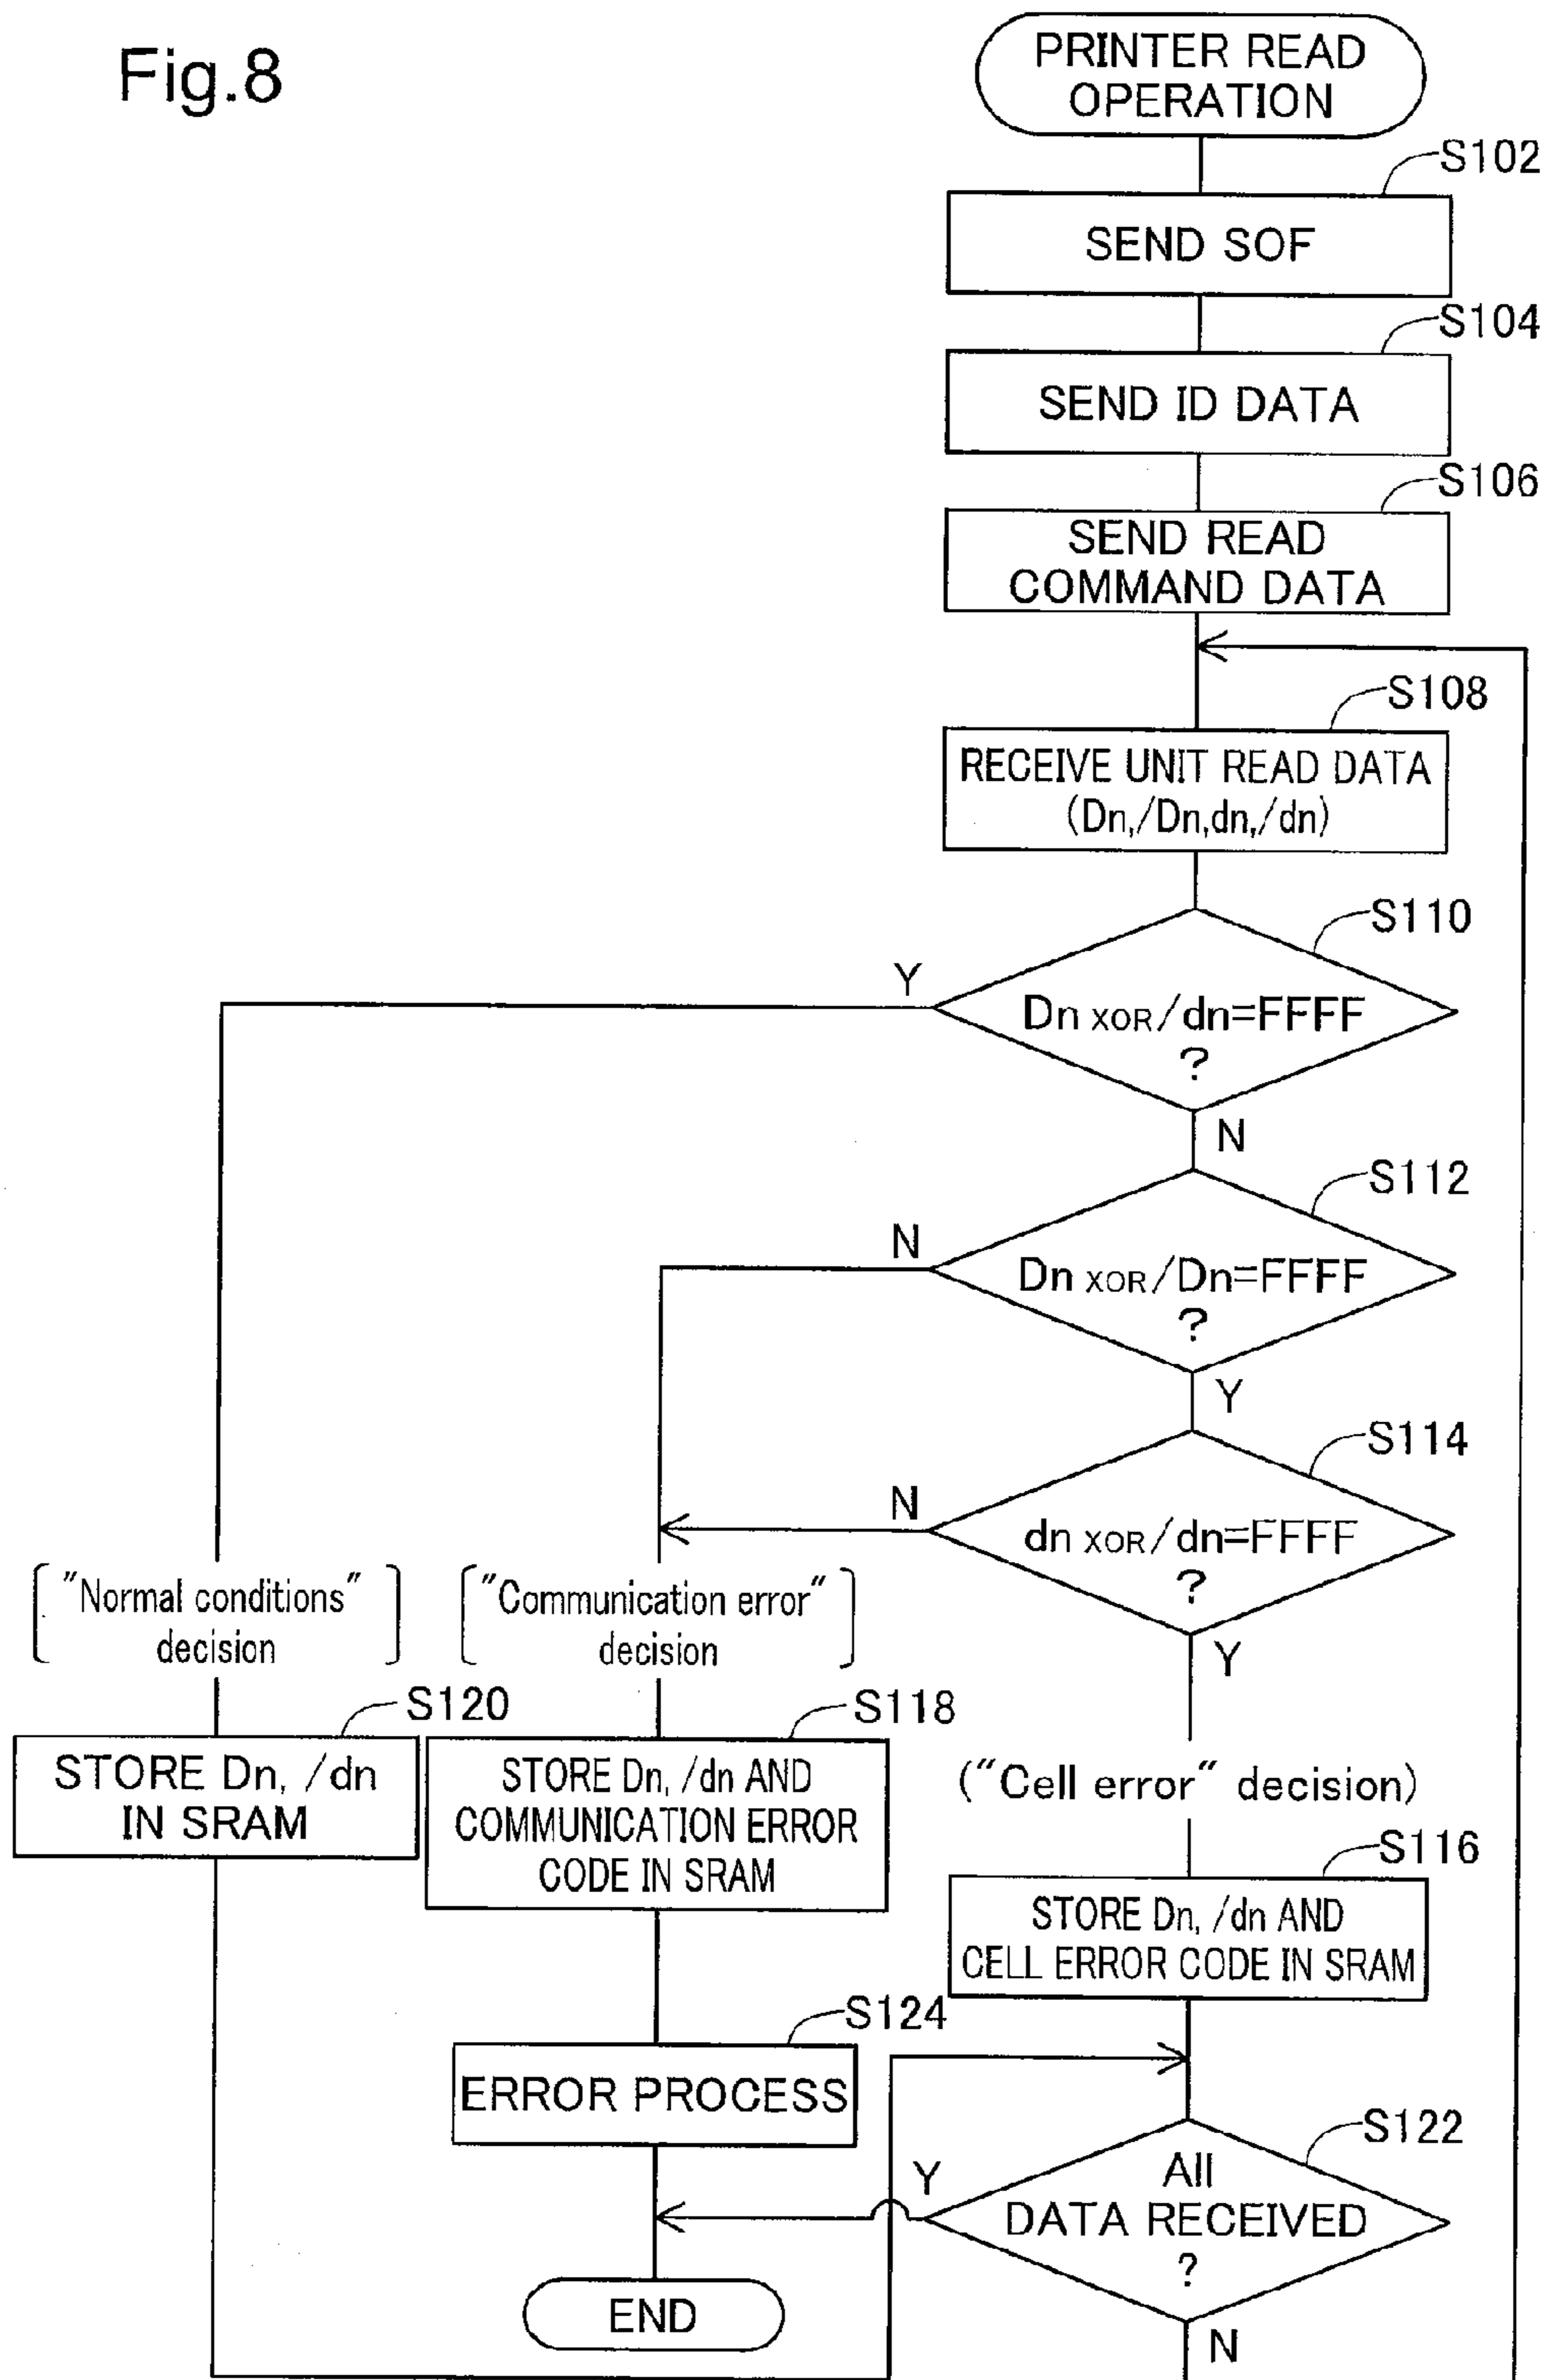 Fig.8
PRINTER READ
OPERATION
S102
SEND SOF
S104
SEND ID DATA
S106
SEND READ
COMMAND DATA
S108
RECEIVE UNIT READ DATA
(Dn,/Dn,dn,/dn)
S110
Y
Dn XOR/dn=FFFF
?
N
S112
N
Dn XOR/Dn=FFFF
?
Y
S114
N
dn XOR/dn=FFFF
?
Y
"Normal conditions"
decision
"Communication error"
decision
S120
STORE Dn, /dn
IN SRAM
S118
STORE Dn, /dn AND
COMMUNICATION ERROR
CODE IN SRAM
("Cell error" decision)
S116
STORE Dn, /dn AND
CELL ERROR CODE IN SRAM
S124
ERROR PROCESS
S122
Y
All
DATA RECEIVED
?
N
END